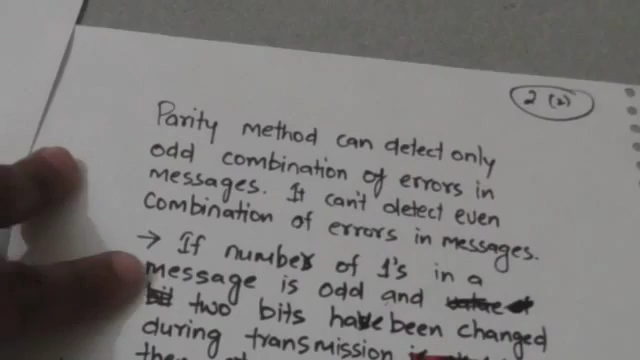 2 (2)
Parity method can detect only
odd combination of errors in
messages. It can't detect even
combination of errors in messages.
→ If number of 1's in a
message is odd and
two bits have been changed
during transmission